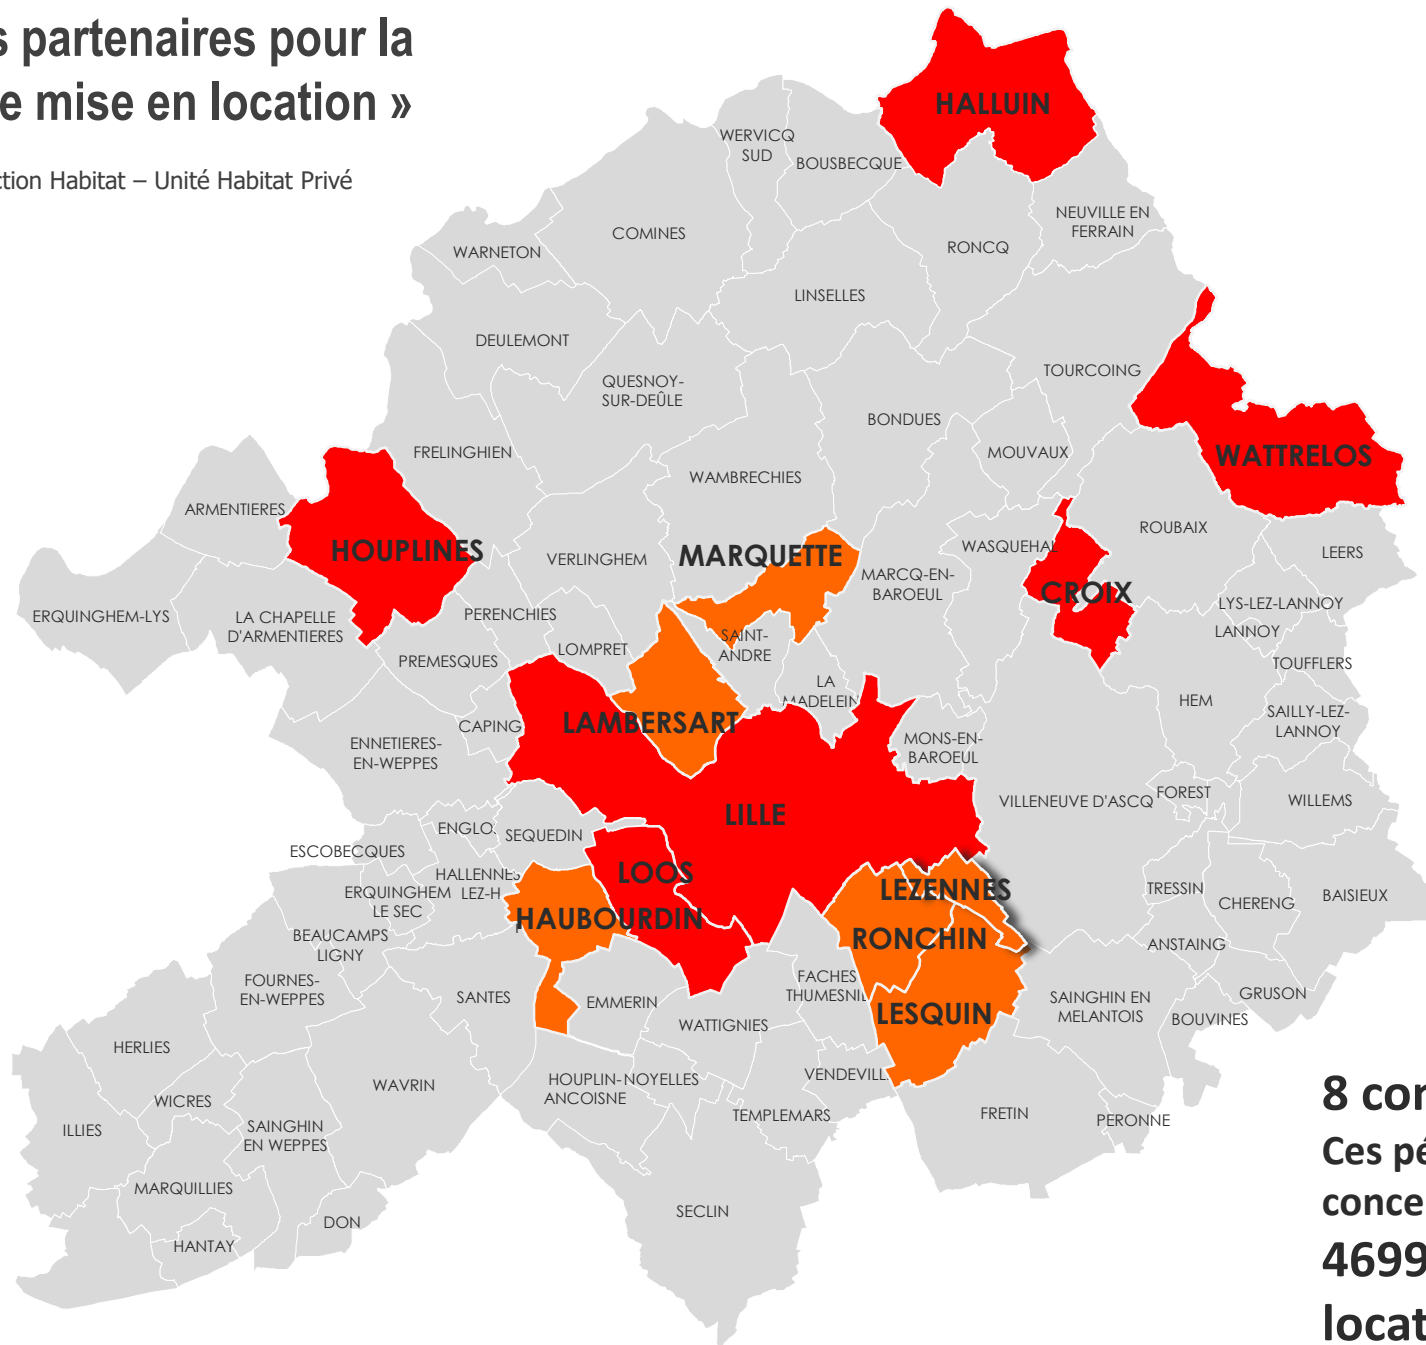 s partenaires pour la
e mise en location »
ction Habitat – Unité Habitat Privé
HALLUIN
WERVICQ
SUD
BOUSBECQUE
NEUVILLE EN
FERRAIN
COMINES
RONCQ
WARNETON
LINSELLES
DEULEMONT
TOURCOING
QUESNOY-
SUR-DEÛLE
BONDUES
MOUVAUX
FRELINGHIEN
WATTRELOS
WAMBRECHIES
ARMENTIERES
ROUBAIX
HOUPLINES
WASQUEHAL
LEERS
VERLINGHEM
MARQUETTE
MARCQ-EN-
BAROEUL
CROIX
LYS-LEZ-LANNOY
ERQUINGHEM-LYS
LA CHAPELLE
D'ARMENTIERES
PERENCHIES
LANNOY
SAINT-
ANDRE
LOMPRET
PREMESQUES
TOUFFLERS
LA
MADELEIN
HEM
SAILLY-LEZ-
LANNOY
CAPING
LAMBERSART
ENNETIERES-
EN-WEPPES
MONS-EN-
BAROEUL
VILLENEUVE D'ASCQ
FOREST
WILLEMS
LILLE
ENGLOS
SEQUEDIN
ESCOBECQUES
HALLENNES
LEZ-H
LOOS
LEZENNES
ERQUINGHEM
LE SEC
TRESSIN
CHERENG
BAISIEUX
HAUBOURDIN
RONCHIN
BEAUCAMPS
LIGNY
ANSTAING
FOURNES-
EN-WEPPES
SANTES
EMMERIN
FACHES
THUMESNIL
LESQUIN
SAINGHIN EN
MELANTOIS
GRUSON
BOUVINES
WATTIGNIES
HERLIES
WAVRIN
HOUPLIN-
ANCOISNE
NOYELLES
VENDEVILL
WICRES
TEMPLEMARS
FRETIN
PERONNE
ILLIES
SAINGHIN
EN WEPPES
MARQUILLIES
DON
SECLIN
HANTAY
8 co
Ces pé
conce
4699
locat